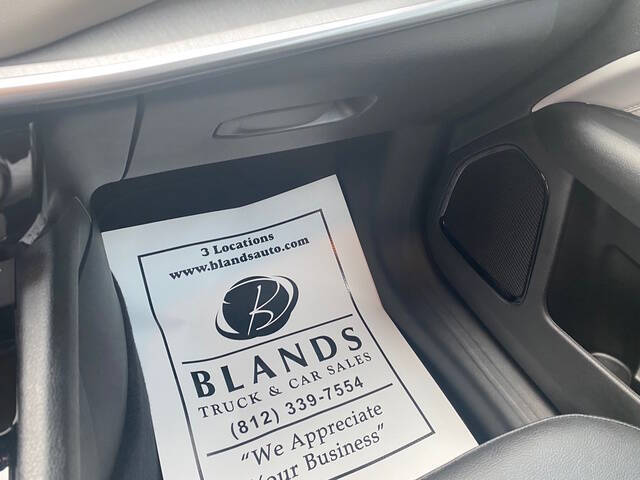 3 Locations
www.blandsauto.com
B
BLANDS
TRUCK & CAR SALES
(812) 339-7554
"We Appreciate
Your Business"